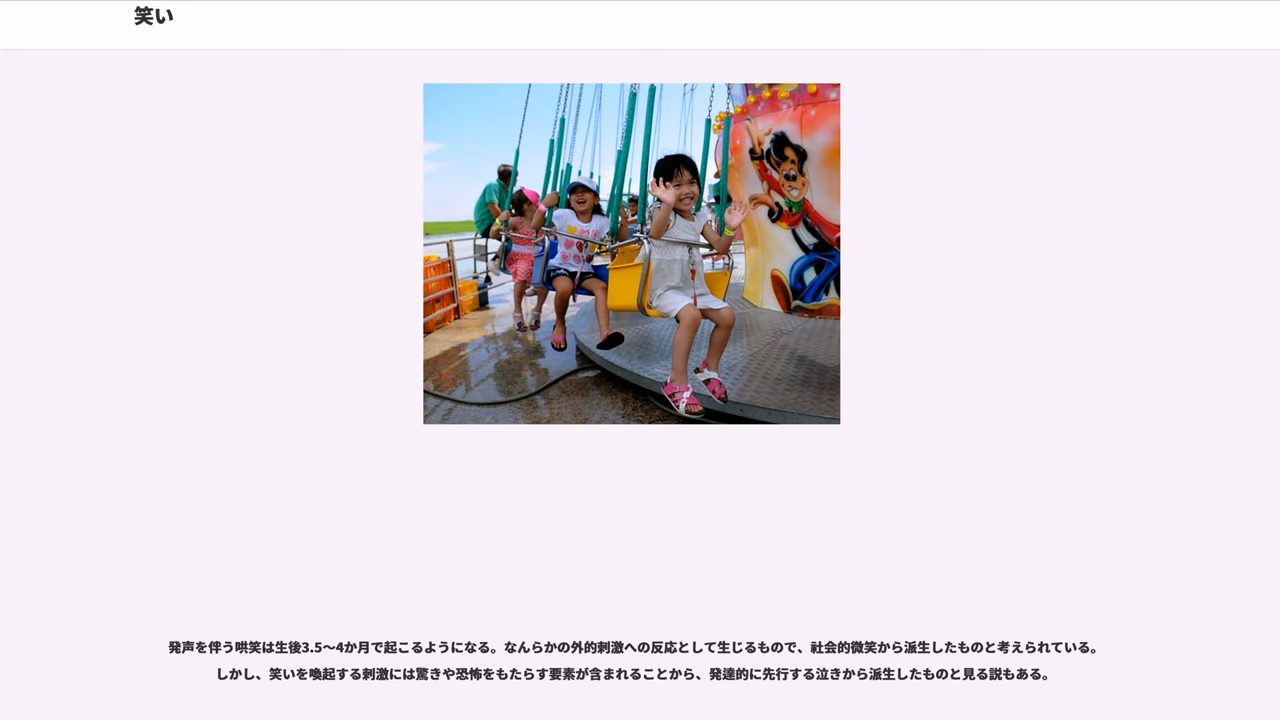 笑い
発声を伴う哄笑は生後3.5〜4か月で起こるようになる。なんらかの外的刺激への反応として生じるもので、社会的微笑から派生したものと考えられている。
しかし、笑いを喚起する刺激には驚きや恐怖をもたらす要素が含まれることから、発達的に先行する泣きから派生したものと見る説もある。